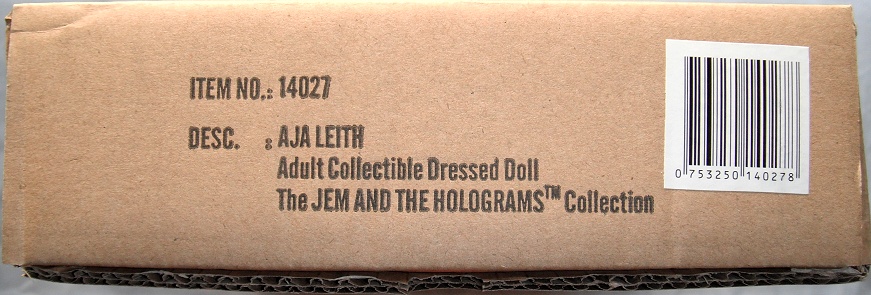 ITEM NO.: 14027
DESC. : AJA LEITH
Adult Collectible Dressed Doll
The JEM AND THE HOLOGRAMS™ Collection
0 753250 140278